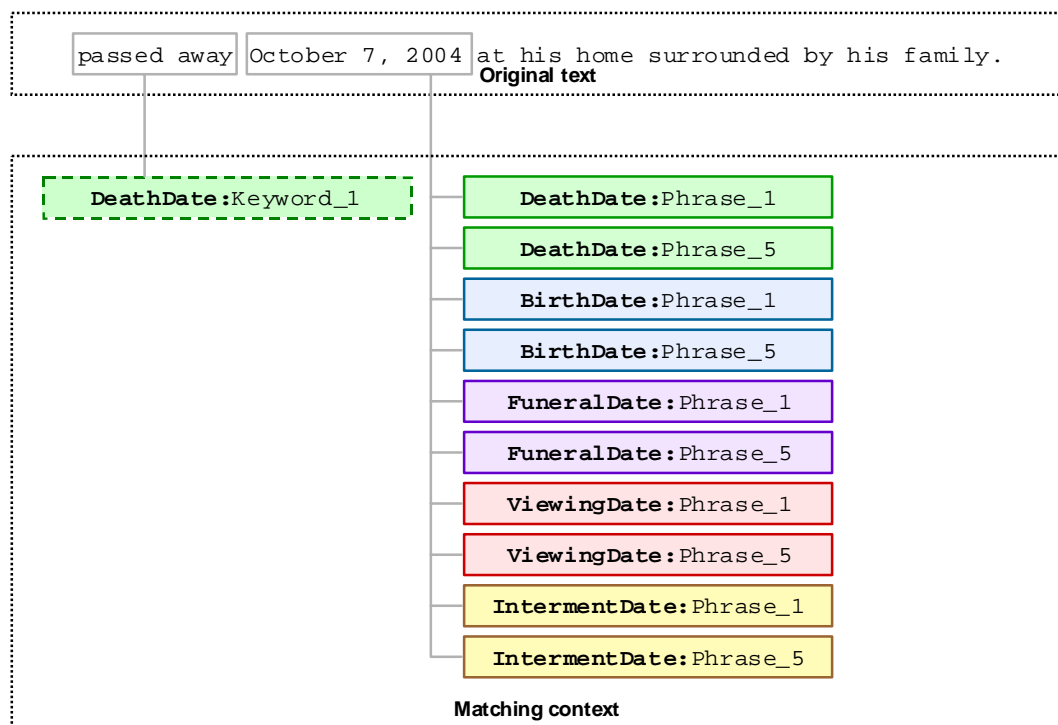 passed away October 7, 2004 at his home surrounded by his family.
Original text
DeathDate:Keyword_1
DeathDate:Phrase_1
DeathDate:Phrase_5
BirthDate:Phrase_1
BirthDate:Phrase_5
FuneralDate:Phrase_1
FuneralDate:Phrase_5
ViewingDate:Phrase_1
ViewingDate:Phrase_5
IntermentDate:Phrase_1
IntermentDate:Phrase_5
Matching context